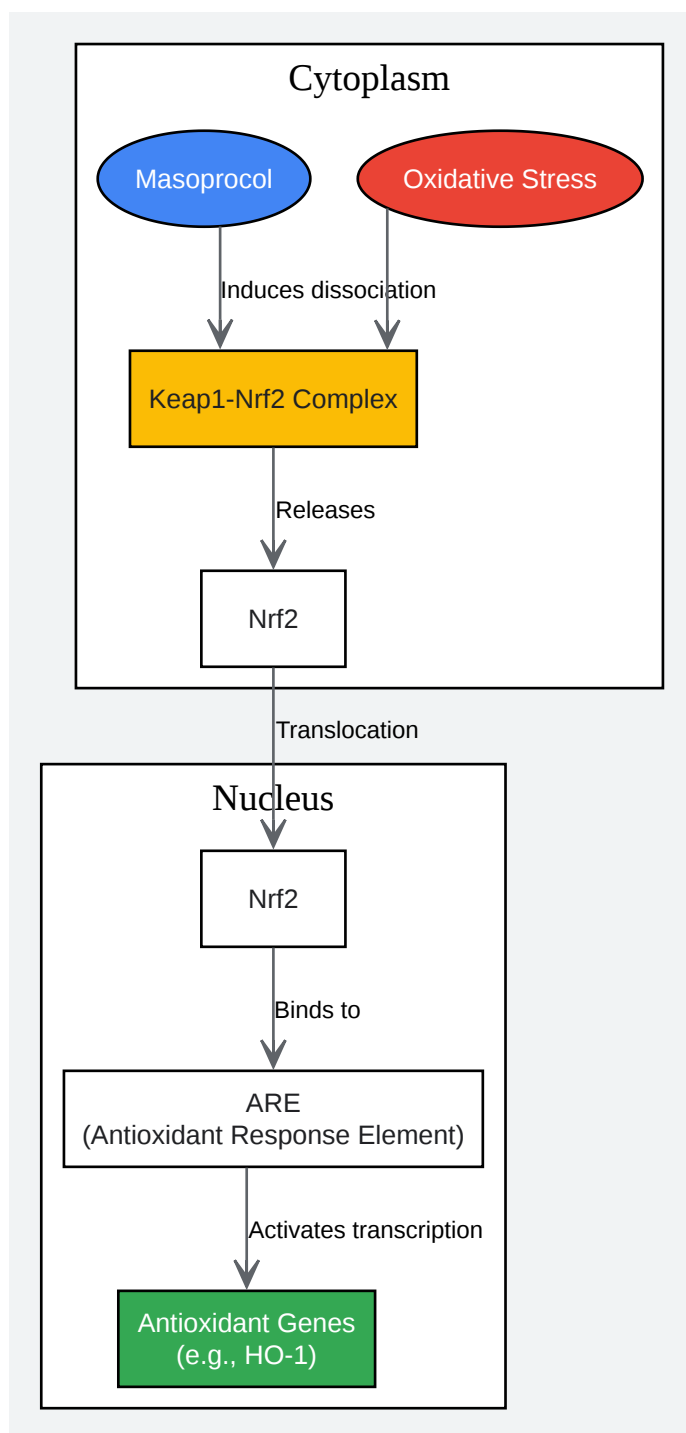 Cytoplasm
Masoprocol
Oxidative Stress
Induces dissociation
Keap1-Nrf2 Complex
Releases
Nrf2
Translocation
Nucleus
Nrf2
Binds to
ARE
(Antioxidant Response Element)
Activates transcription
Antioxidant Genes
(e.g., HO-1)